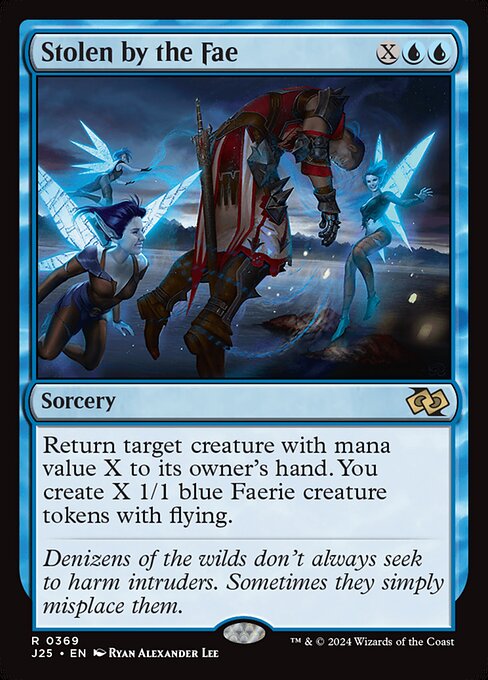 Stolen by the Fae X
Sorcery
Return target creature with mana
value X to its owner's hand. You
create X 1/1 blue Faerie creature
tokens with flying.
Denizens of the wilds don't always seek
to harm intruders. Sometimes they simply
misplace them.
R 0369
J25 • EN Ryan Alexander Lee
™ & © 2024 Wizards of the Coast